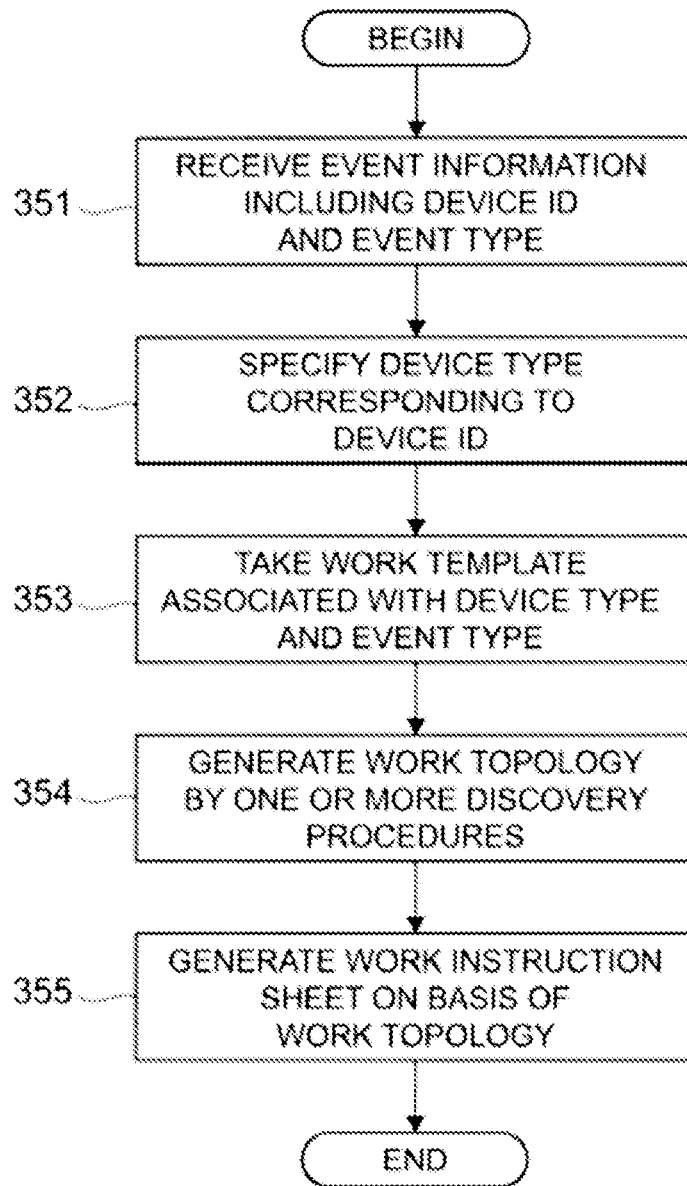 BEGIN
351
RECEIVE EVENT INFORMATION
INCLUDING DEVICE ID
AND EVENT TYPE
352
SPECIFY DEVICE TYPE
CORRESPONDING TO
DEVICE ID
353
TAKE WORK TEMPLATE
ASSOCIATED WITH DEVICE TYPE
AND EVENT TYPE
354
GENERATE WORK TOPOLOGY
BY ONE OR MORE DISCOVERY
PROCEDURES
355
GENERATE WORK INSTRUCTION
SHEET ON BASIS OF
WORK TOPOLOGY
END